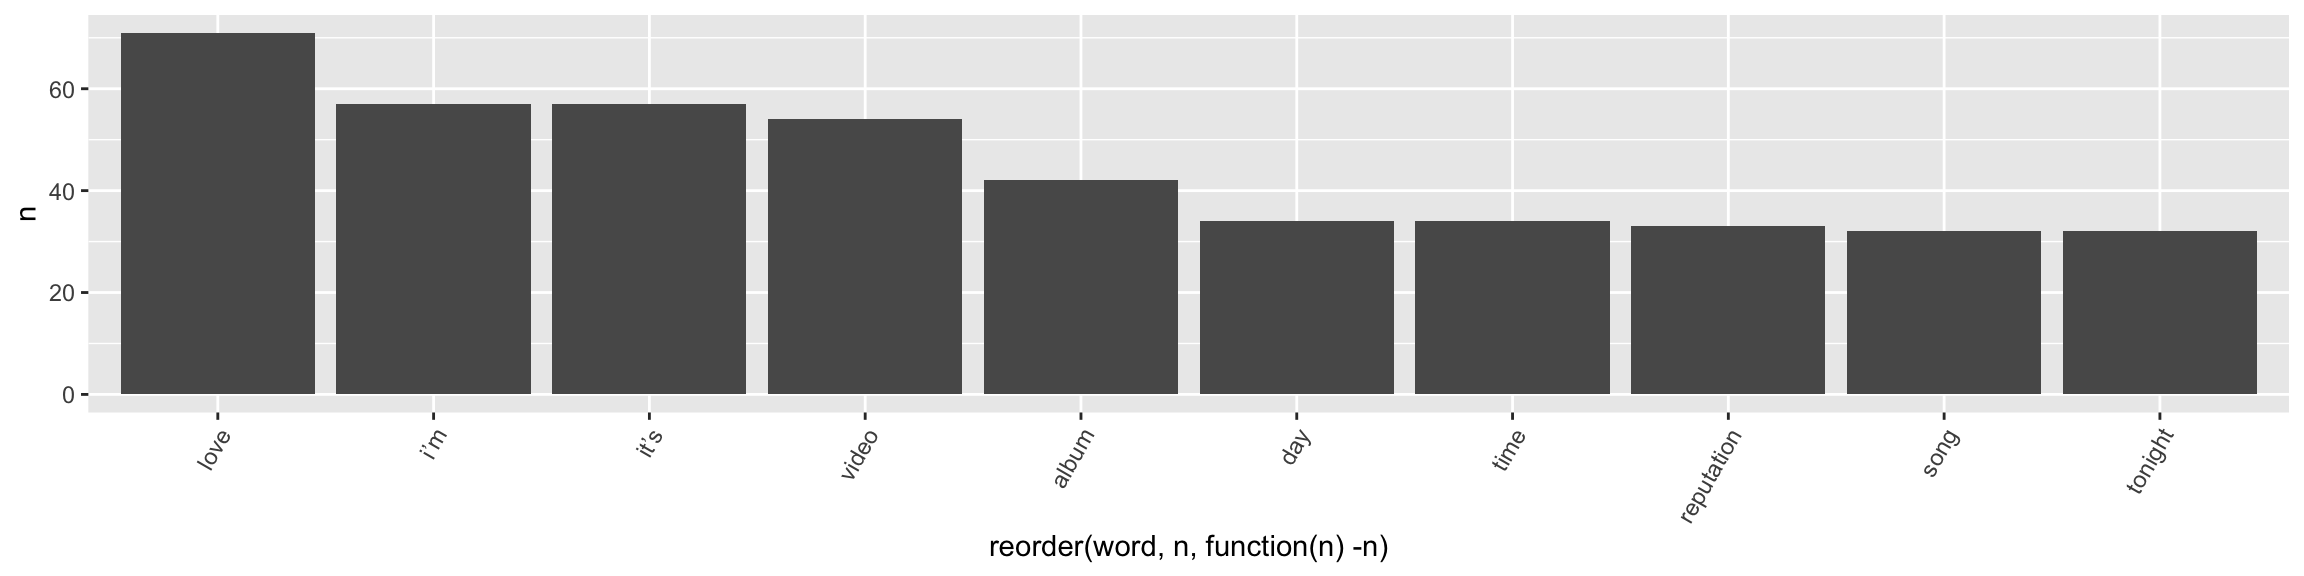 n
60
40
20
0
love
i’m
it’s
video
album
day
time
reputation
song
tonight
reorder(word, n, function(n) -n)